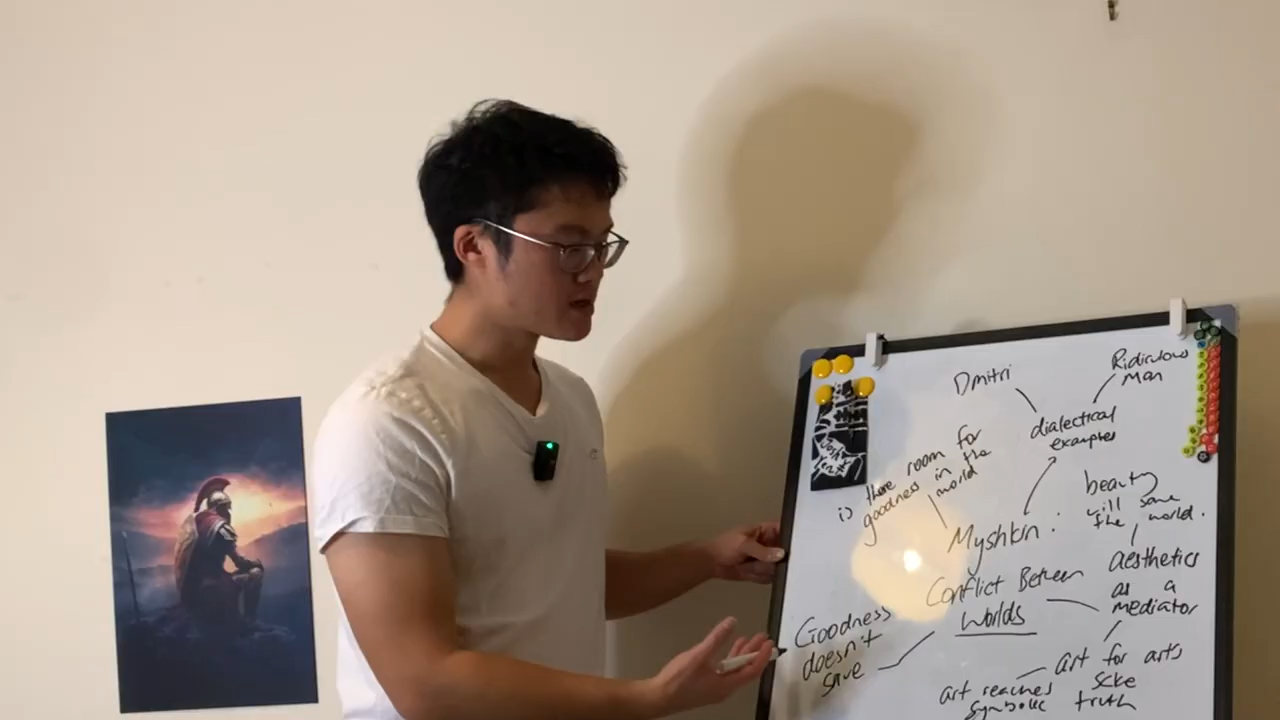 Dmitri
Ridiculous
Man
dialectical
examples
is there room for
goodness in the
world
beauty
will save
the world.
Myshkin:
Conflict Between
Worlds
aesthetics
as a
mediator
Goodness
doesn't
save
art for arts
sake
art reaches
symbolic truth